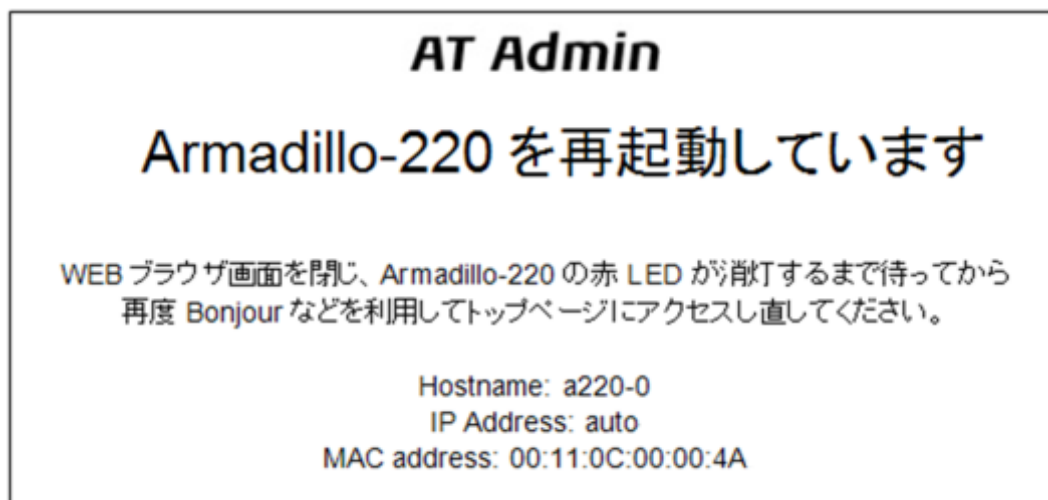 AT Admin
Armadillo-220 を再起動しています
WEB ブラウザ画面を閉じ、Armadillo-220 の赤 LED が消灯するまで待ってから
再度 Bonjour などを利用してトップページにアクセスし直してください。
Hostname: a220-0
IP Address: auto
MAC address: 00:11:0C:00:00:4A